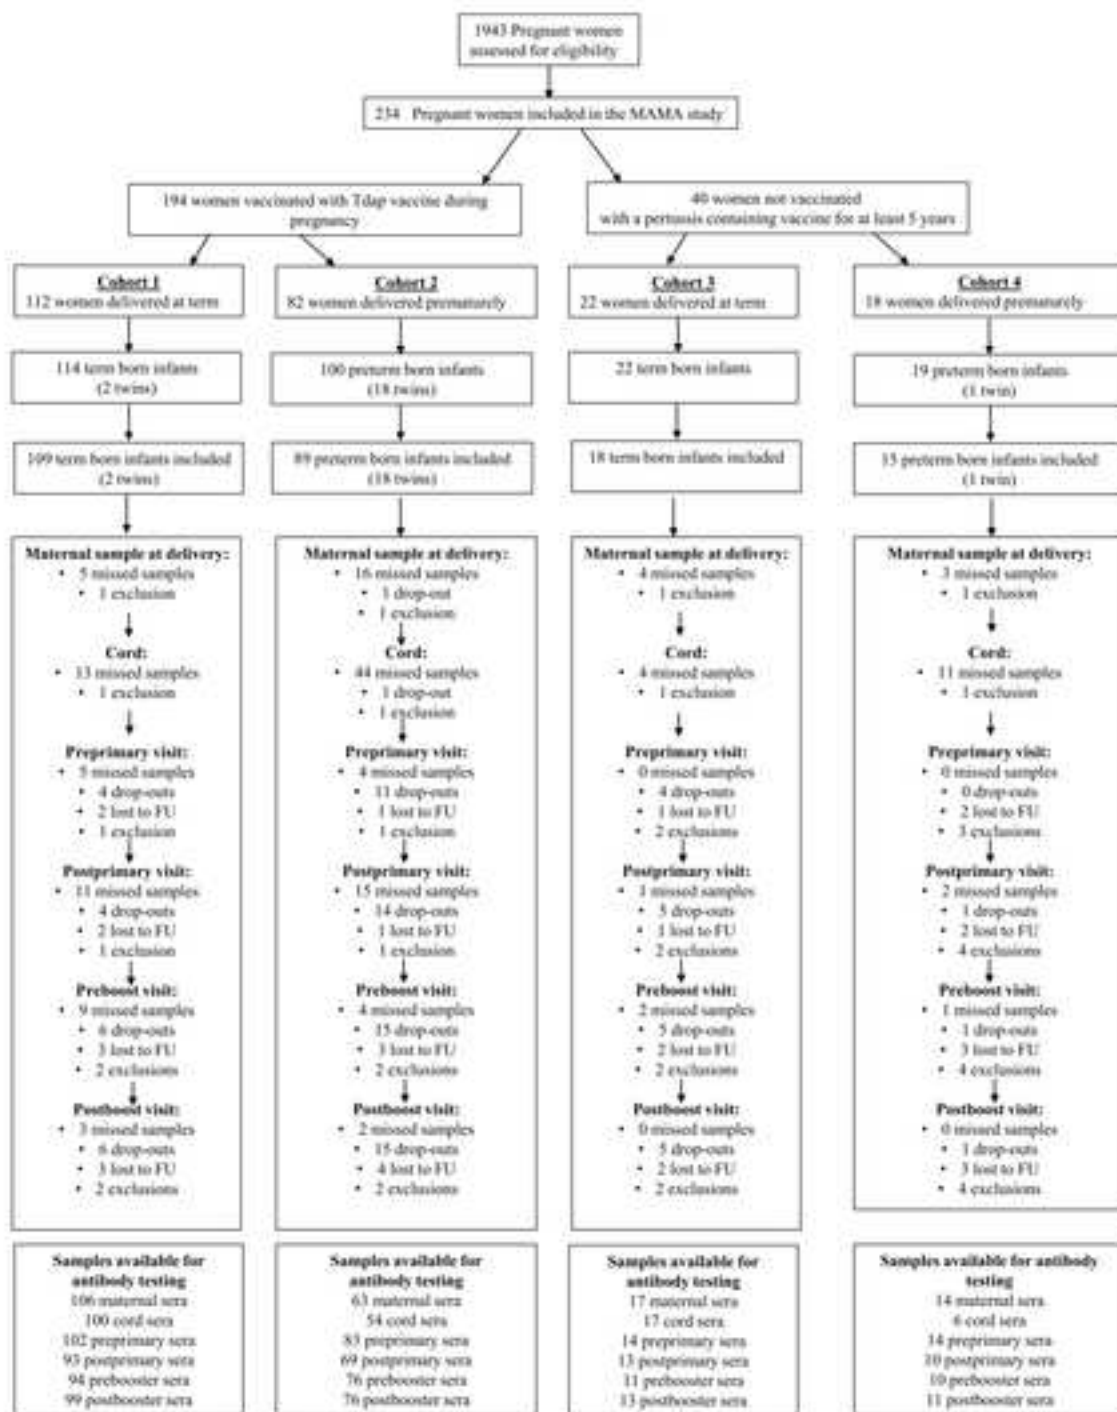 1943 Pregnant women
assessed for eligibility
234 Pregnant women included in the MAMA study
194 women vaccinated with Tdap vaccine during
pregnancy
40 women not vaccinated
with a pertussis containing vaccine for at least 5 years
Cohort 1
112 women delivered at term
Cohort 2
82 women delivered prematurely
Cohort 3
22 women delivered at term
Cohort 4
18 women delivered prematurely
114 term born infants
(2 twins)
100 preterm born infants
(18 twins)
22 term born infants
19 preterm born infants
(1 twin)
109 term born infants included
(2 twins)
89 preterm born infants included
(18 twins)
18 term born infants included
15 preterm born infants included
(1 twin)
Maternal sample at delivery:
• 5 missed samples
• 1 exclusion
Cord:
• 13 missed samples
• 1 exclusion
Preprimary visit:
• 5 missed samples
• 4 drop-outs
• 2 lost to FU
• 1 exclusion
Postprimary visit:
• 11 missed samples
• 4 drop-outs
• 2 lost to FU
• 1 exclusion
Preboost visit:
• 9 missed samples
• 6 drop-outs
• 3 lost to FU
• 2 exclusions
Postboost visit:
• 3 missed samples
• 6 drop-outs
• 3 lost to FU
• 2 exclusions
Maternal sample at delivery:
• 16 missed samples
• 1 drop-out
• 1 exclusion
Cord:
• 44 missed samples
• 1 drop-out
• 1 exclusion
Preprimary visit:
• 4 missed samples
• 11 drop-outs
• 1 lost to FU
• 1 exclusion
Postprimary visit:
• 15 missed samples
• 14 drop-outs
• 1 lost to FU
• 1 exclusion
Preboost visit:
• 4 missed samples
• 15 drop-outs
• 3 lost to FU
• 2 exclusions
Postboost visit:
• 2 missed samples
• 15 drop-outs
• 4 lost to FU
• 2 exclusions
Maternal sample at delivery:
• 4 missed samples
• 1 exclusion
Cord:
• 4 missed samples
• 1 exclusion
Preprimary visit:
• 0 missed samples
• 4 drop-outs
• 1 lost to FU
• 2 exclusions
Postprimary visit:
• 1 missed samples
• 5 drop-outs
• 1 lost to FU
• 2 exclusions
Preboost visit:
• 2 missed samples
• 5 drop-outs
• 2 lost to FU
• 2 exclusions
Postboost visit:
• 0 missed samples
• 5 drop-outs
• 2 lost to FU
• 2 exclusions
Maternal sample at delivery:
• 3 missed samples
• 1 exclusion
Cord:
• 11 missed samples
• 1 exclusion
Preprimary visit:
• 0 missed samples
• 0 drop-outs
• 2 lost to FU
• 3 exclusions
Postprimary visit:
• 2 missed samples
• 1 drop-outs
• 2 lost to FU
• 4 exclusions
Preboost visit:
• 1 missed samples
• 1 drop-outs
• 3 lost to FU
• 4 exclusions
Postboost visit:
• 0 missed samples
• 1 drop-outs
• 3 lost to FU
• 4 exclusions
Samples available for
antibody testing
106 maternal sera
100 cord sera
102 preprimary sera
93 postprimary sera
94 prebooster sera
99 postbooster sera
Samples available for
antibody testing
63 maternal sera
54 cord sera
83 preprimary sera
69 postprimary sera
76 prebooster sera
76 postbooster sera
Samples available for
antibody testing
17 maternal sera
17 cord sera
14 preprimary sera
13 postprimary sera
11 prebooster sera
13 postbooster sera
Samples available for antibody
testing
14 maternal sera
6 cord sera
14 preprimary sera
10 postprimary sera
10 prebooster sera
11 postbooster sera